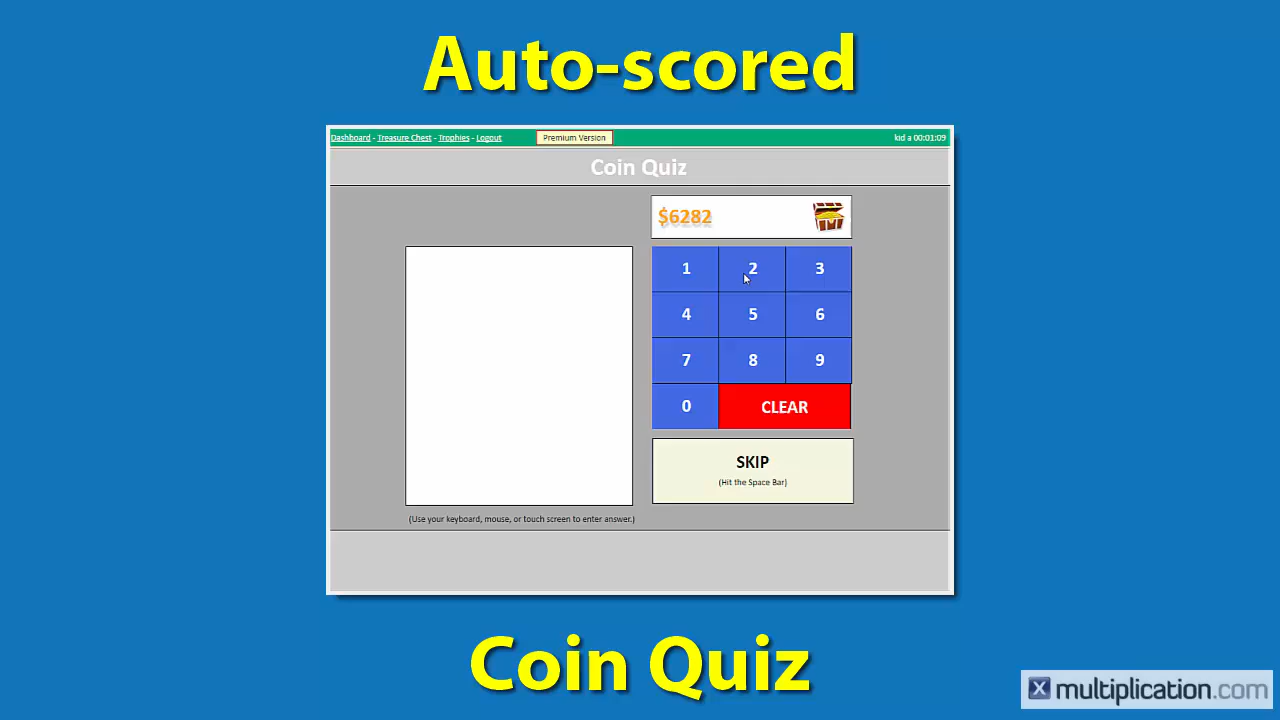 Auto-scored
Dashboard - Treasure Chest - Trophies - Logout
Premium Version
kid a 00:01:09
Coin Quiz
$6282
1 2 3
4 5 6
7 8 9
0 CLEAR
SKIP
(Hit the Space Bar)
(Use your keyboard, mouse, or touch screen to enter answer.)
Coin Quiz
x multiplication.com